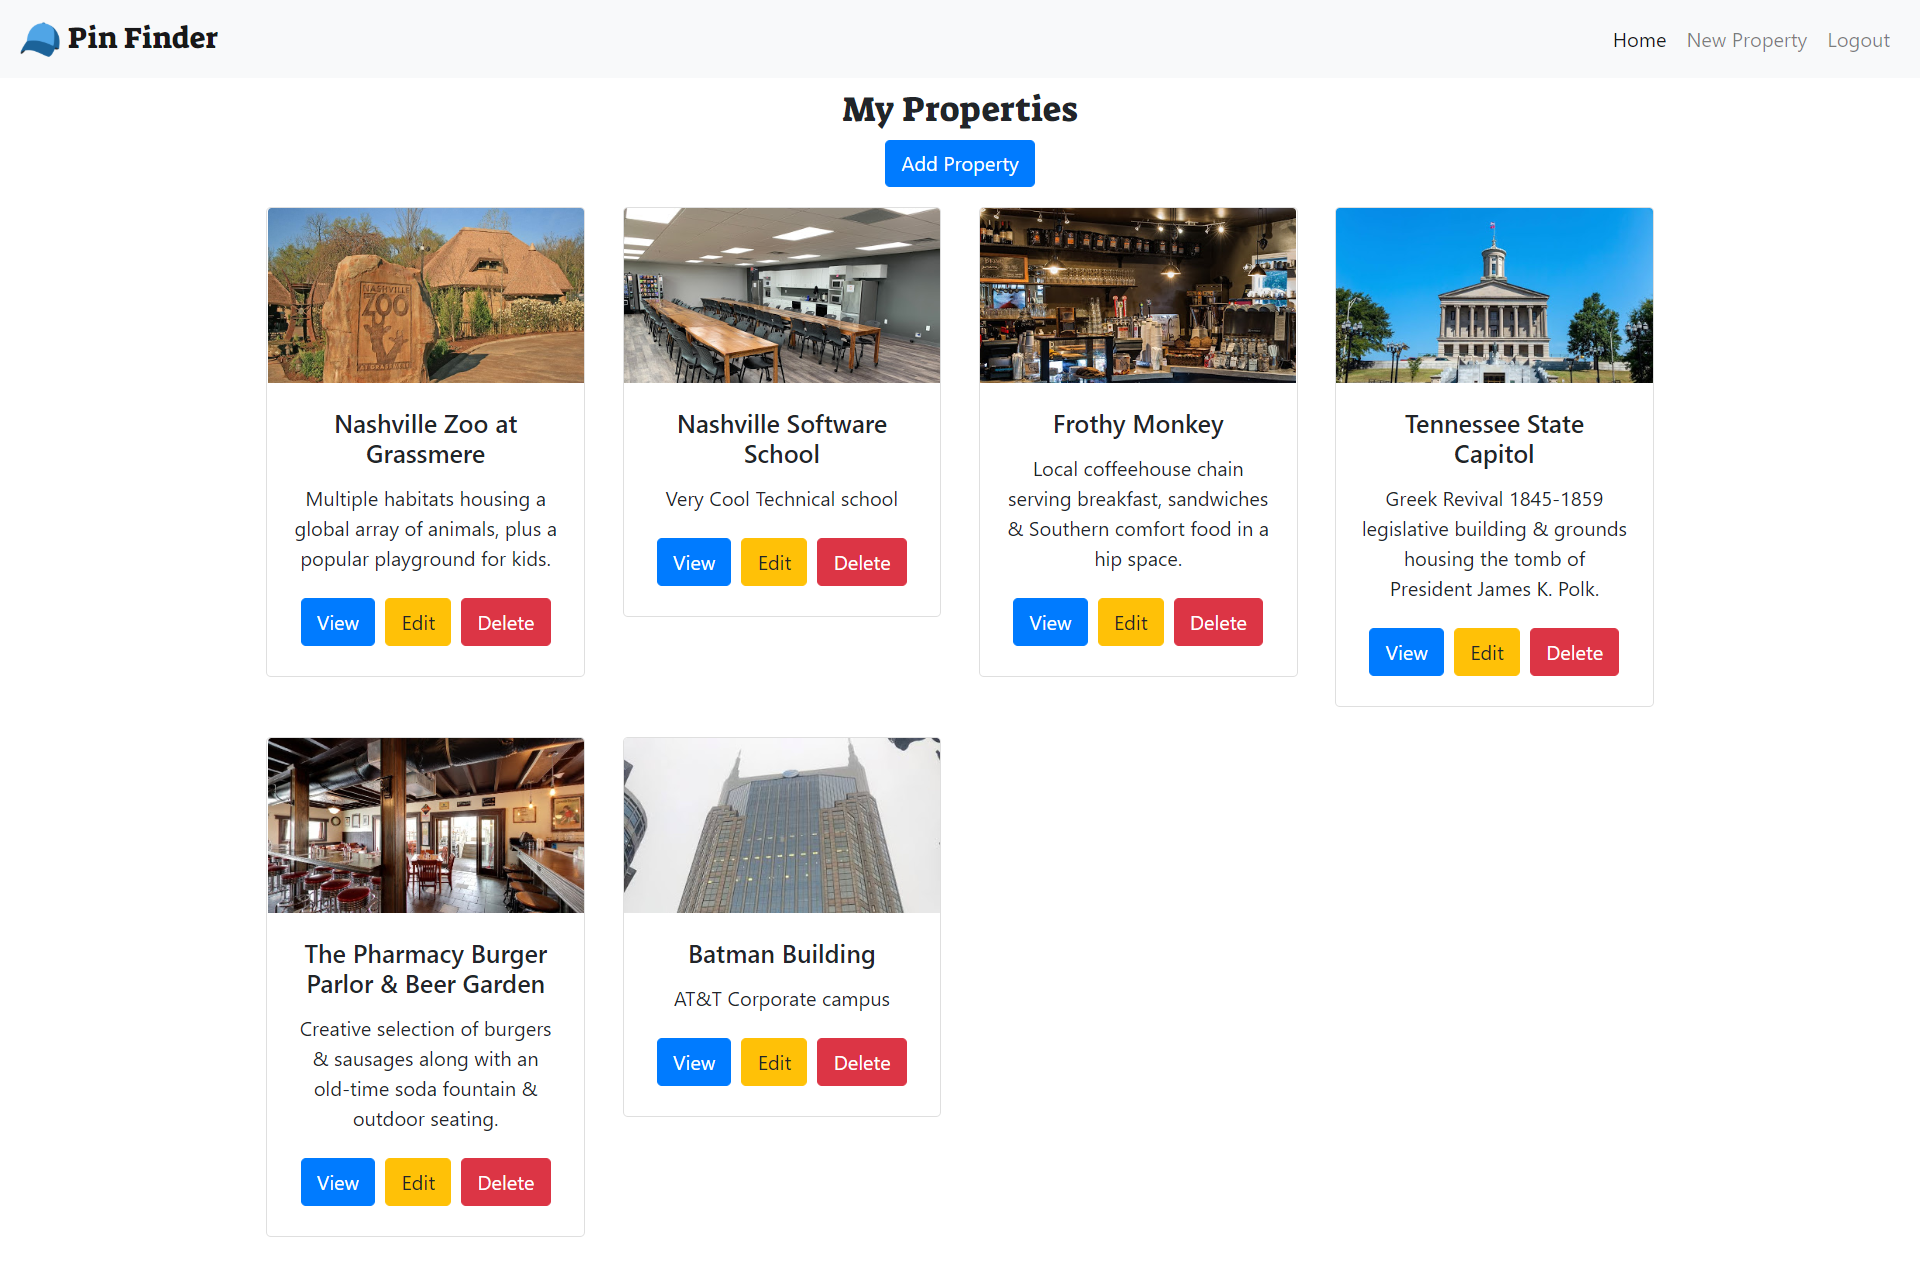 Pin Finder
Home
New Property
Logout
My Properties
Add Property
NASHVILLE
ZOO
Nashville Zoo at
Grassmere
Multiple habitats housing a
global array of animals, plus a
popular playground for kids.
View
Edit
Delete
Nashville Software
School
Very Cool Technical school
View
Edit
Delete
Frothy Monkey
Local coffeehouse chain
serving breakfast, sandwiches
& Southern comfort food in a
hip space.
View
Edit
Delete
Tennessee State
Capitol
Greek Revival 1845-1859
legislative building & grounds
housing the tomb of
President James K. Polk.
View
Edit
Delete
The Pharmacy Burger
Parlor & Beer Garden
Creative selection of burgers
& sausages along with an
old-time soda fountain &
outdoor seating.
View
Edit
Delete
Batman Building
AT&T Corporate campus
View
Edit
Delete